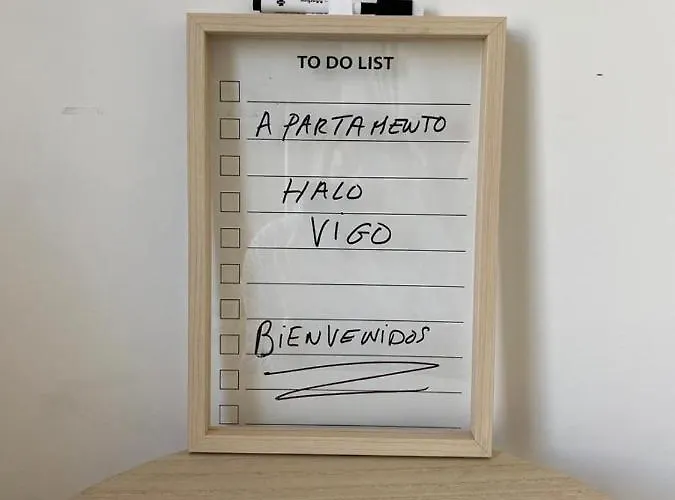 TO DO LIST
APARTAMENTO
HALO
VIGO
BiENVENiDOS